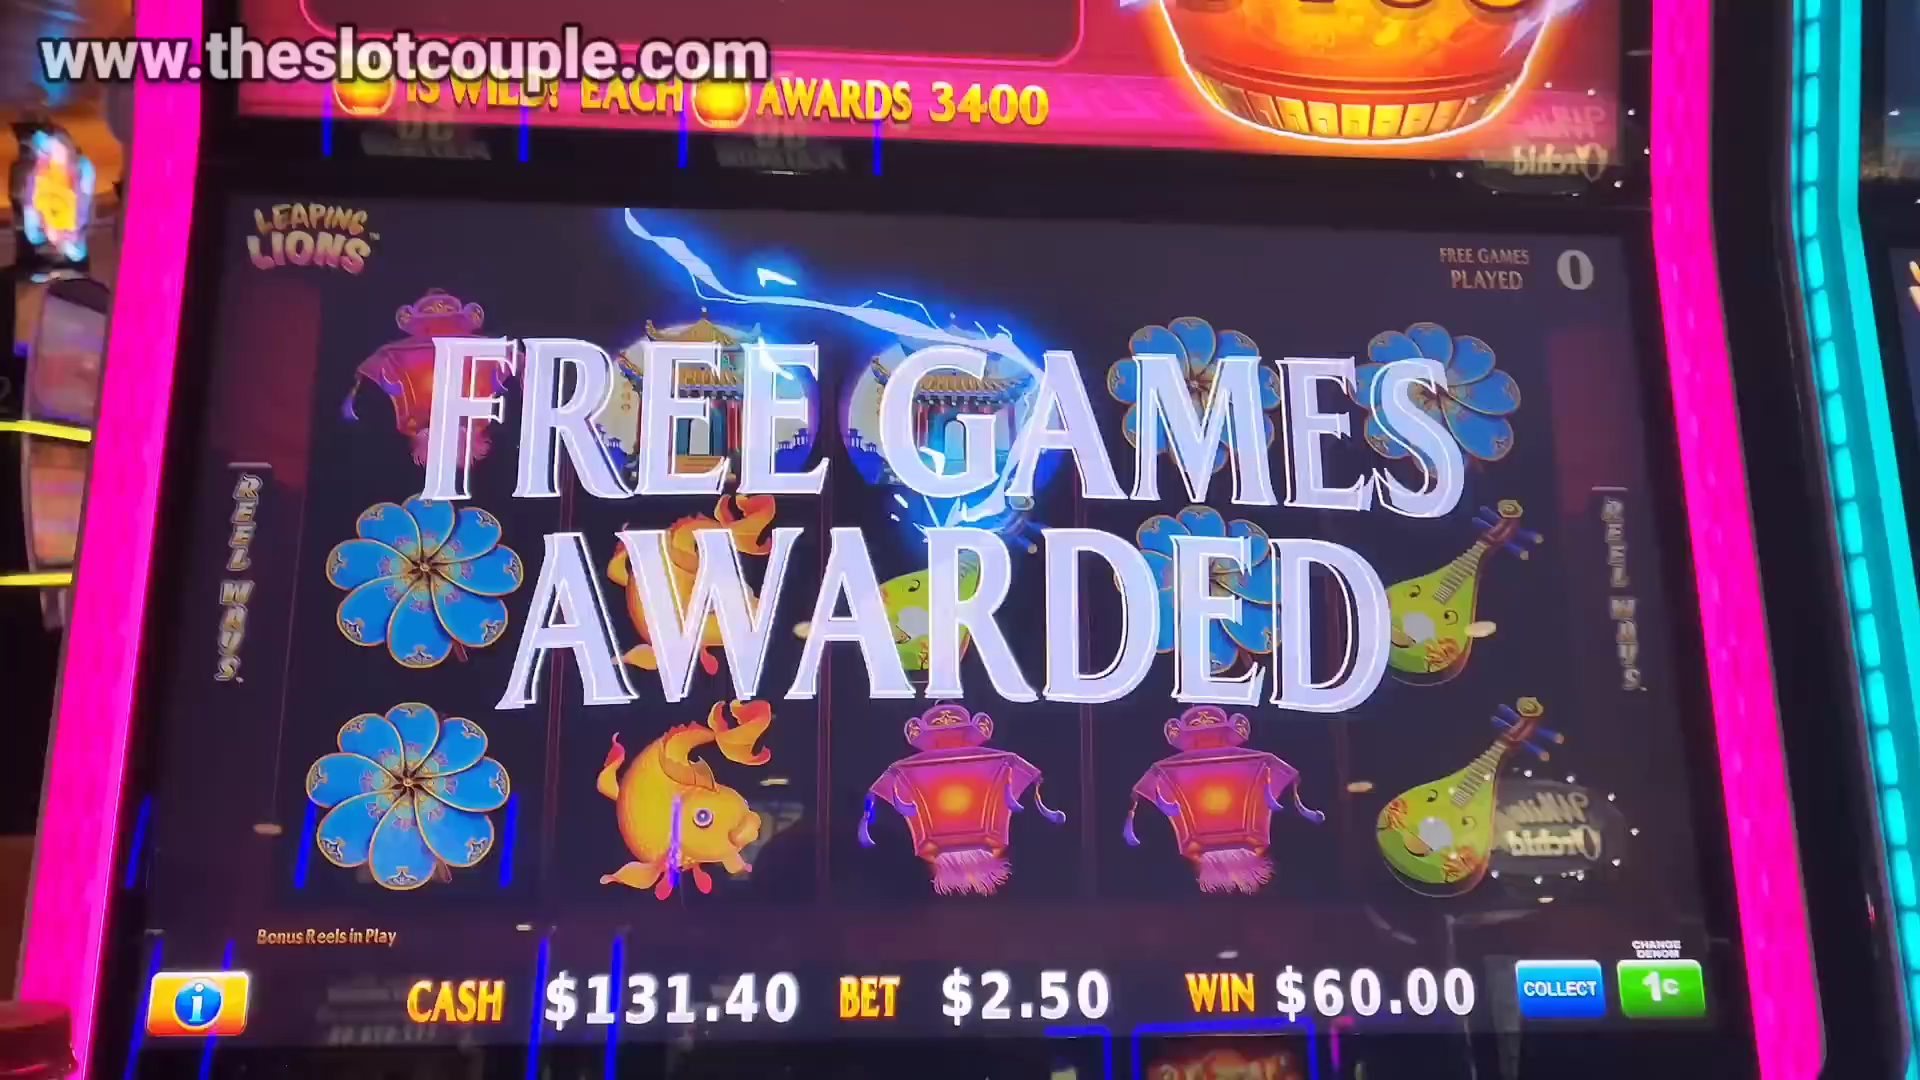 www.theslotcouple.com
IS WILD! EACH AWARDS 3400
LEAPING
LIONS™
FREE GAMES
PLAYED 0
FREE GAMES
AWARDED
REEL WAYS
REEL WAYS
Bonus Reels in Play
CASH $131.40 BET $2.50 WIN $60.00
COLLECT
CHANGE
DENOM
1¢